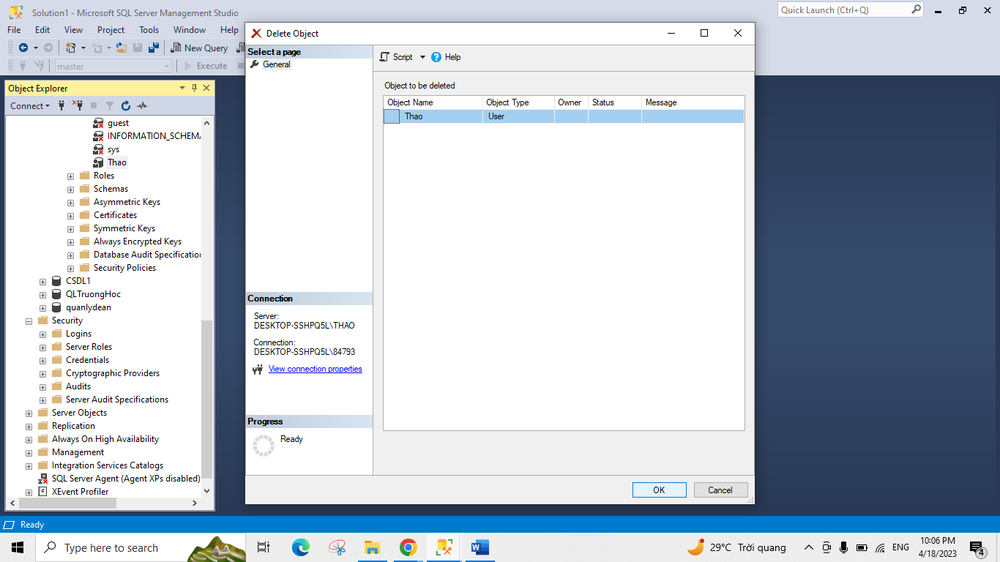 Solution1 - Microsoft SQL Server Management Studio
Quick Launch (Ctrl+Q)
File Edit View Project Tools Window Help
New Query
master
Execute
Object Explorer
Connect
guest
INFORMATION_SCHEMA
sys
Thao
Roles
Schemas
Asymmetric Keys
Certificates
Symmetric Keys
Always Encrypted Keys
Database Audit Specification
Security Policies
CSDL1
QLTruongHoc
quanlydean
Security
Logins
Server Roles
Credentials
Cryptographic Providers
Audits
Server Audit Specifications
Server Objects
Replication
Always On High Availability
Management
Integration Services Catalogs
SQL Server Agent (Agent XPs disabled)
XEvent Profiler
Delete Object
Select a page
General
Connection
Server:
DESKTOP-SSHPQ5L\THAO
Connection:
DESKTOP-SSHPQ5L\84793
View connection properties
Progress
Ready
Script Help
Object to be deleted
Object Name Object Type Owner Status Message
Thao User
OK Cancel
Ready
Type here to search
29°C Trời quang
ENG
10:06 PM
4/18/2023
4